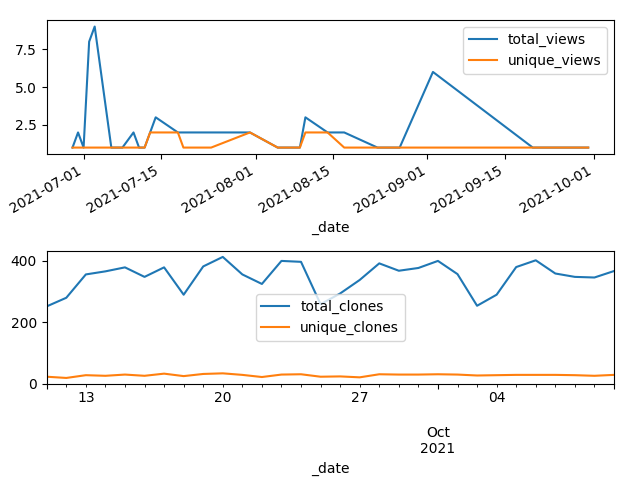 total_views
unique_views
7.5
5.0
2.5
2021-07-01
2021-07-15
2021-08-01
2021-08-15
2021-09-01
2021-09-15
2021-10-01
_date
400
200
0
total_clones
unique_clones
13
20
27
04
Oct
2021
_date